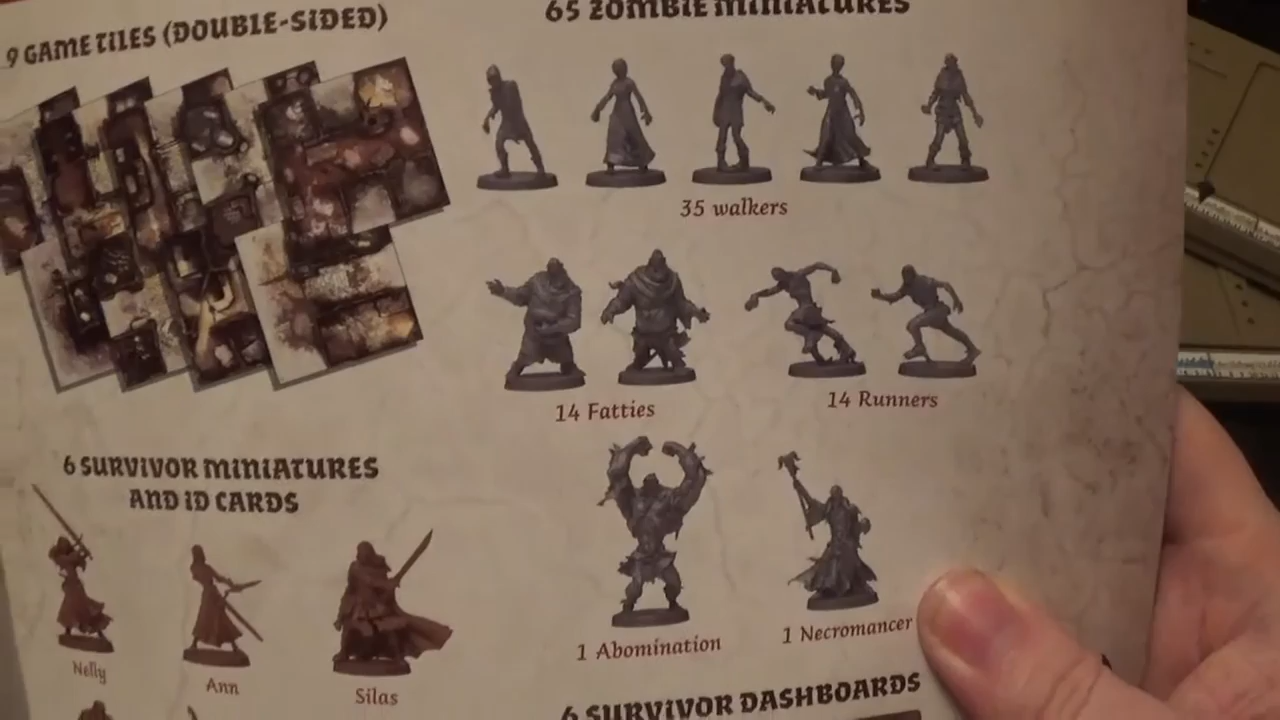 9 GAME TILES (DOUBLE-SIDED)
65 ZOMBIE MINIATURES
35 walkers
14 Fatties
14 Runners
1 Abomination
1 Necromancer
6 SURVIVOR MINIATURES
AND ID CARDS
Nelly
Ann
Silas
6 SURVIVOR DASHBOARDS